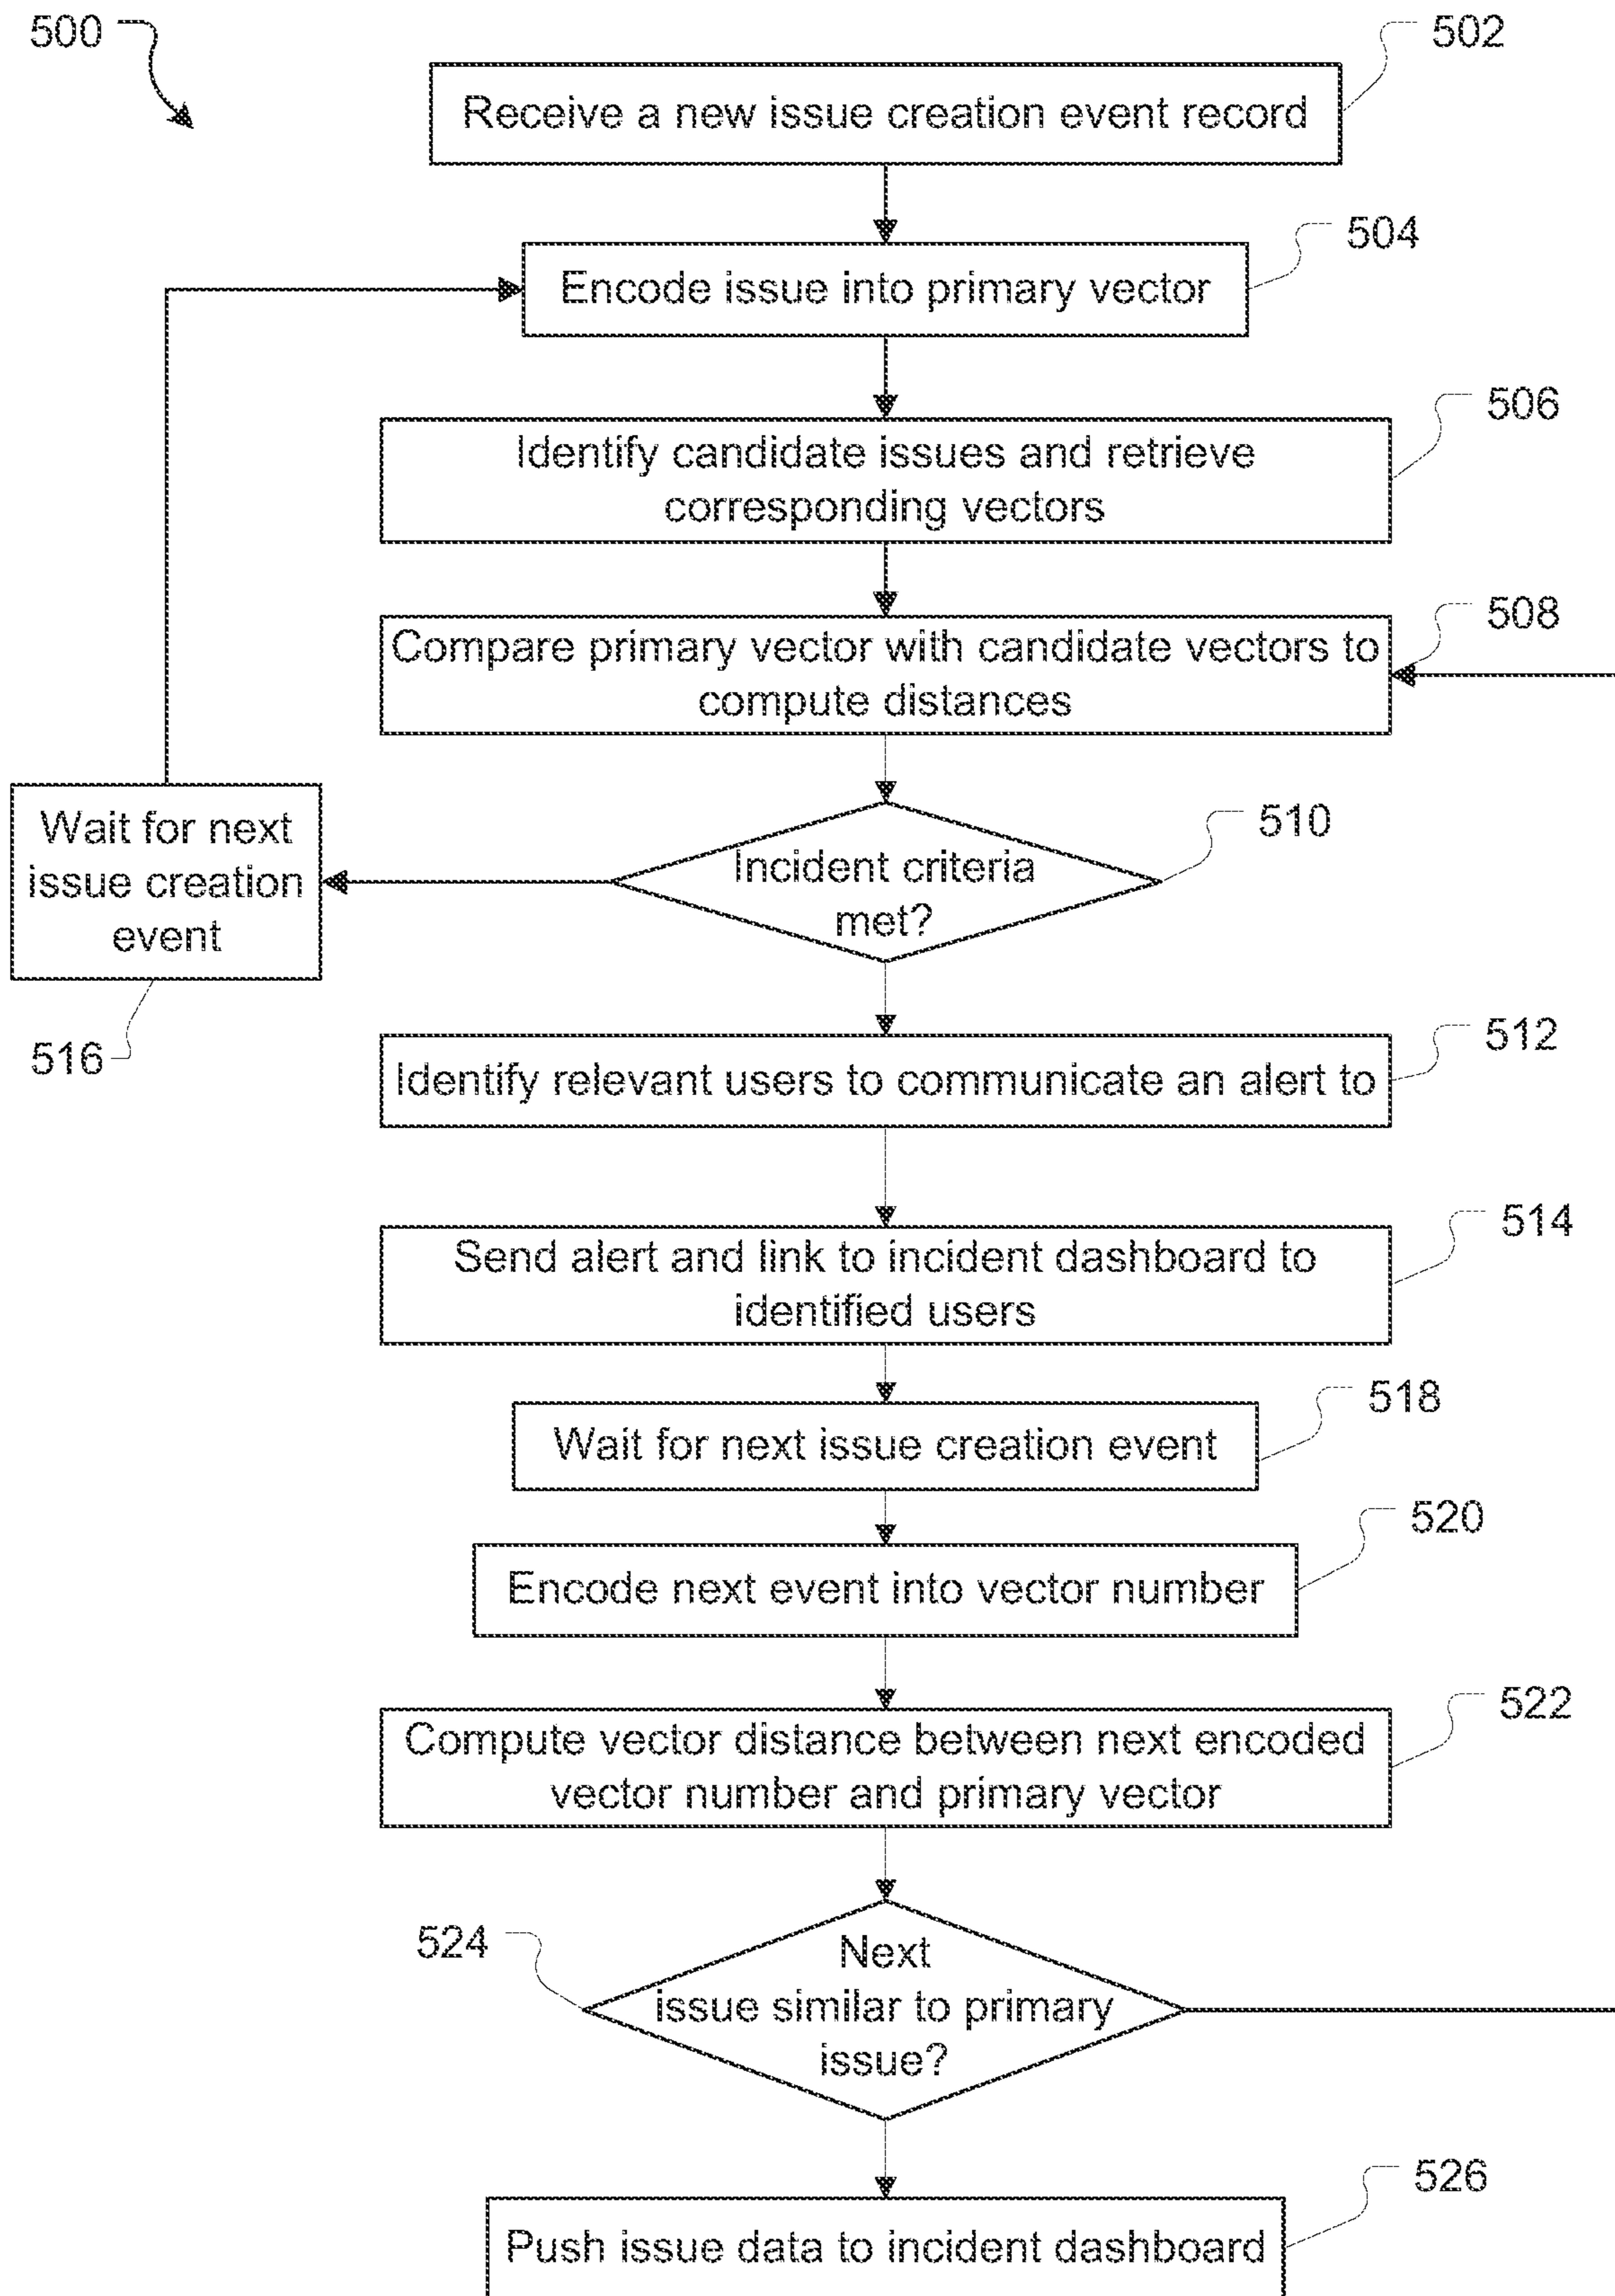 500
502
Receive a new issue creation event record
504
Encode issue into primary vector
506
Identify candidate issues and retrieve
corresponding vectors
508
Compare primary vector with candidate vectors to
compute distances
510
Incident criteria
met?
Wait for next
issue creation
event
516
512
Identify relevant users to communicate an alert to
514
Send alert and link to incident dashboard to
identified users
518
Wait for next issue creation event
520
Encode next event into vector number
522
Compute vector distance between next encoded
vector number and primary vector
524
Next
issue similar to primary
issue?
526
Push issue data to incident dashboard